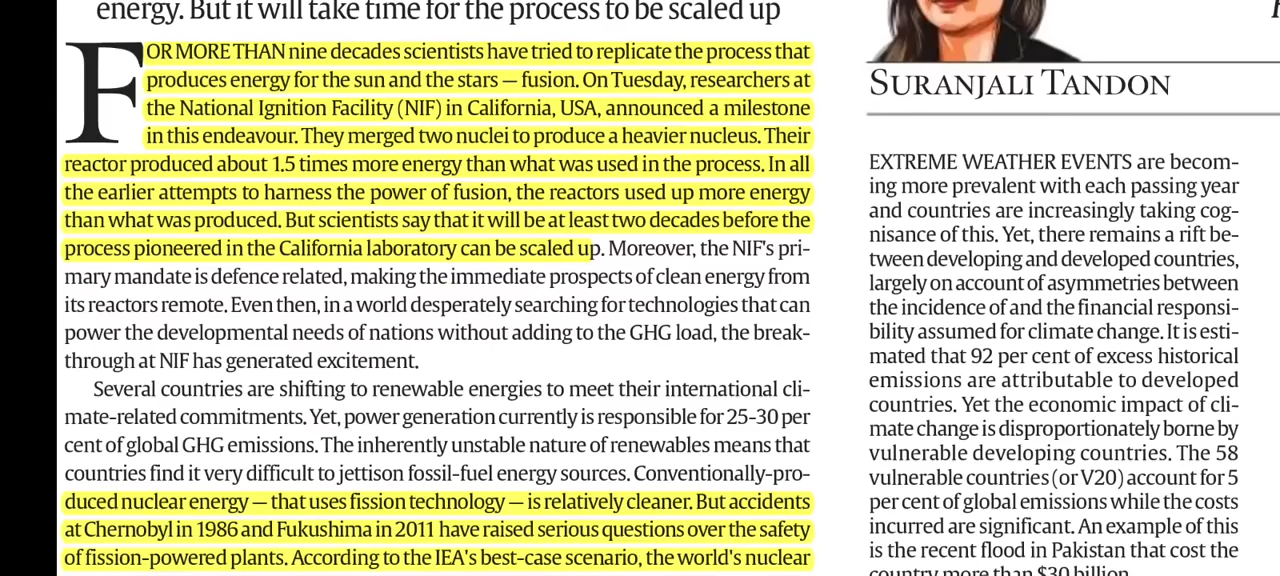 energy. But it will take time for the process to be scaled up
FOR MORE THAN nine decades scientists have tried to replicate the process that
produces energy for the sun and the stars — fusion. On Tuesday, researchers at
the National Ignition Facility (NIF) in California, USA, announced a milestone
in this endeavour. They merged two nuclei to produce a heavier nucleus. Their
reactor produced about 1.5 times more energy than what was used in the process. In all
the earlier attempts to harness the power of fusion, the reactors used up more energy
than what was produced. But scientists say that it will be at least two decades before the
process pioneered in the California laboratory can be scaled up. Moreover, the NIF's pri-
mary mandate is defence related, making the immediate prospects of clean energy from
its reactors remote. Even then, in a world desperately searching for technologies that can
power the developmental needs of nations without adding to the GHG load, the break-
through at NIF has generated excitement.
Several countries are shifting to renewable energies to meet their international cli-
mate-related commitments. Yet, power generation currently is responsible for 25-30 per
cent of global GHG emissions. The inherently unstable nature of renewables means that
countries find it very difficult to jettison fossil-fuel energy sources. Conventionally-pro-
duced nuclear energy — that uses fission technology — is relatively cleaner. But accidents
at Chernobyl in 1986 and Fukushima in 2011 have raised serious questions over the safety
of fission-powered plants. According to the IEA's best-case scenario, the world's nuclear
SURANJALI TANDON
EXTREME WEATHER EVENTS are becom-
ing more prevalent with each passing year
and countries are increasingly taking cog-
nisance of this. Yet, there remains a rift be-
tween developing and developed countries,
largely on account of asymmetries between
the incidence of and the financial responsi-
bility assumed for climate change. It is esti-
mated that 92 per cent of excess historical
emissions are attributable to developed
countries. Yet the economic impact of cli-
mate change is disproportionately borne by
vulnerable developing countries. The 58
vulnerable countries (or V20) account for 5
per cent of global emissions while the costs
incurred are significant. An example of this
is the recent flood in Pakistan that cost the
country more than $30 billion.